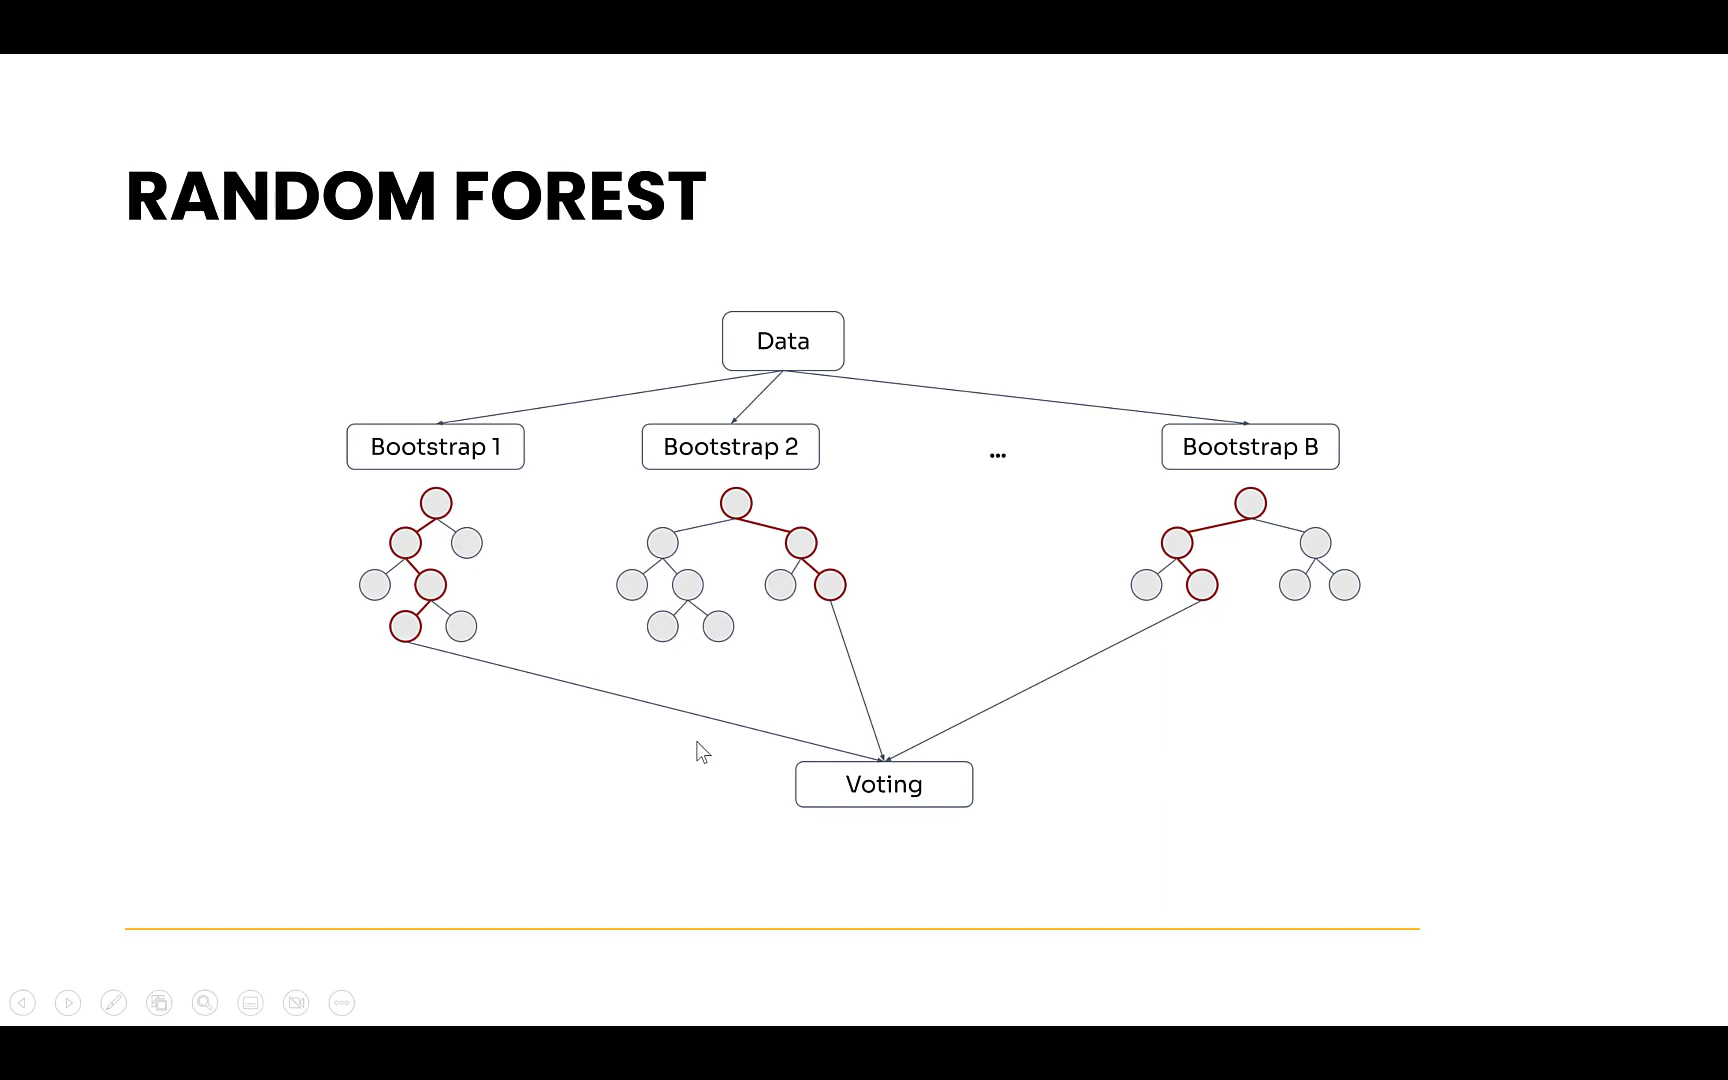 RANDOM FOREST
Data
Bootstrap 1
Bootstrap 2
...
Bootstrap B
Voting